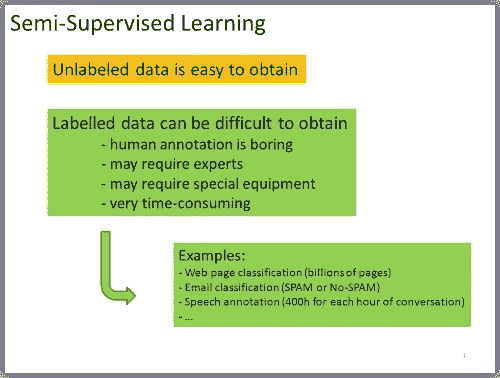 Semi-Supervised Learning
Unlabeled data is easy to obtain
Labelled data can be difficult to obtain
- human annotation is boring
- may require experts
- may require special equipment
- very time-consuming
Examples:
- Web page classification (billions of pages)
- Email classification (SPAM or No-SPAM)
- Speech annotation (400h for each hour of conversation)
- ...